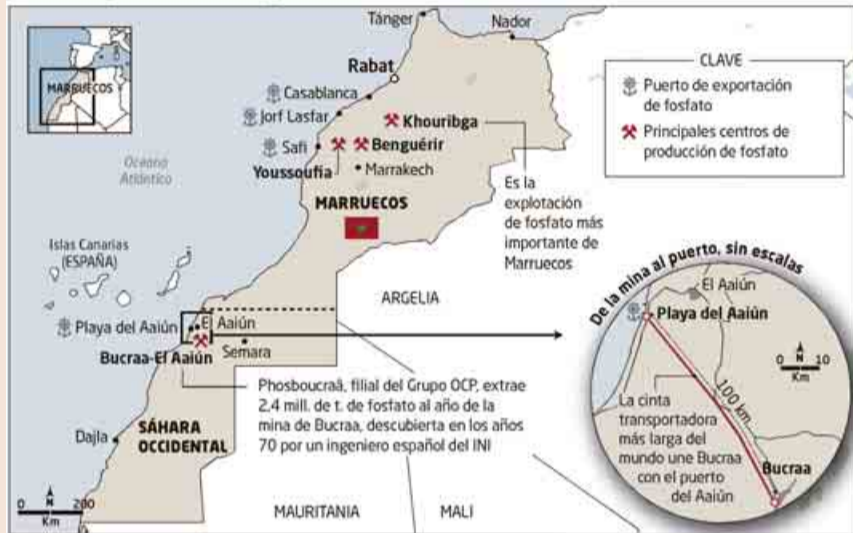 MARRUECOS
Tánger
Nador
Rabat
Casablanca
Jorf Lasfar
Khouribga
Safi
Benguérir
Youssoufia
Marrakech
Océano
Atlántico
MARRUECOS
Es la
explotación
de fosfato más
importante de
Marruecos
CLAVE
Puerto de exportación
de fosfato
Principales centros de
producción de fosfato
Islas Canarias
(ESPAÑA)
ARGELIA
Playa del Aaiún
El Aaiún
Bucraa-El Aaiún
Semara
Phosboucraâ, filial del Grupo OCP, extrae
2,4 mill. de t. de fosfato al año de la
mina de Bucraa, descubierta en los años
70 por un ingeniero español del INI
SÁHARA
OCCIDENTAL
Dajla
MAURITANIA
MALÍ
N
0 200
Km
De la mina al puerto, sin escalas
El Aaiún
Playa del Aaiún
N
0 10
Km
100 km
La cinta
transportadora
más larga del
mundo une Bucraa
con el puerto
del Aaiún
Bucraa